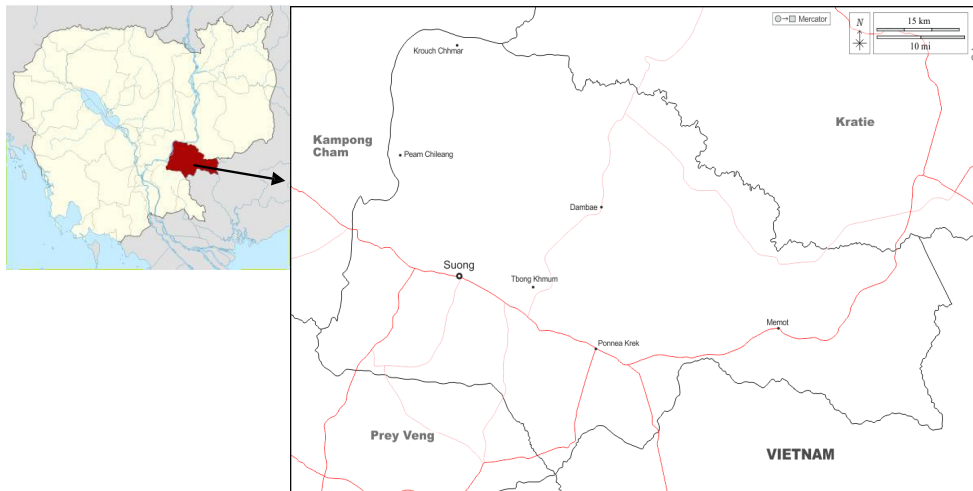 Mercator
N
15 km
10 mi
Krouch Chhmar
Kratie
Kampong
Cham
Peam Chileang
Dambae
Suong
Tbong Khmum
Memot
Ponnea Krek
Prey Veng
VIETNAM